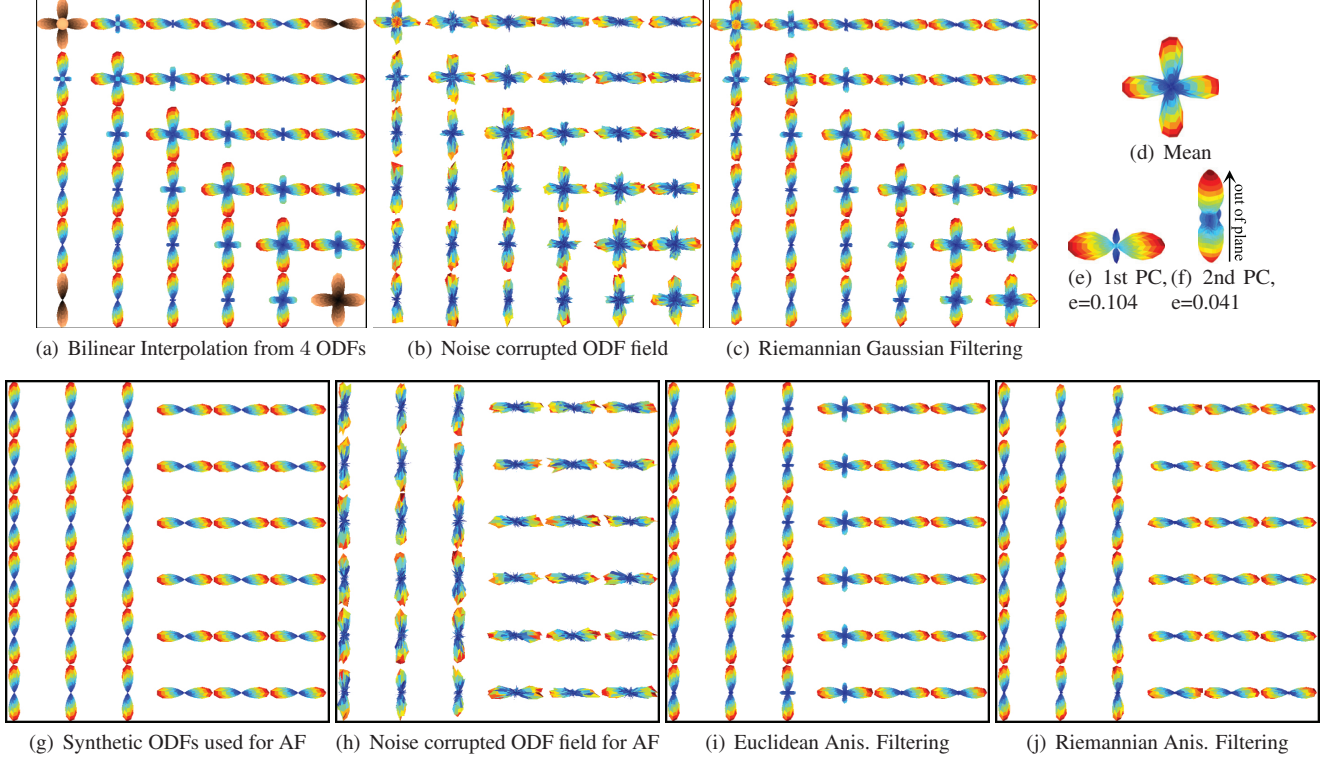 (a) Bilinear Interpolation from 4 ODFs
(b) Noise corrupted ODF field
(c) Riemannian Gaussian Filtering
(d) Mean
out of plane
(e) 1st PC,
e=0.104
(f) 2nd PC,
e=0.041
(g) Synthetic ODFs used for AF
(h) Noise corrupted ODF field for AF
(i) Euclidean Anis. Filtering
(j) Riemannian Anis. Filtering